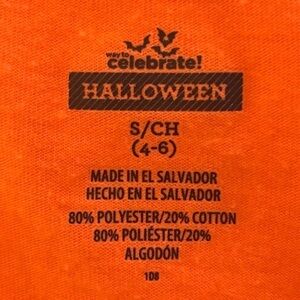 way to
celebrate!
HALLOWEEN
S/CH
(4-6)
MADE IN EL SALVADOR
HECHO EN EL SALVADOR
80% POLYESTER/20% COTTON
80% POLIÉSTER/20%
ALGODÓN
108